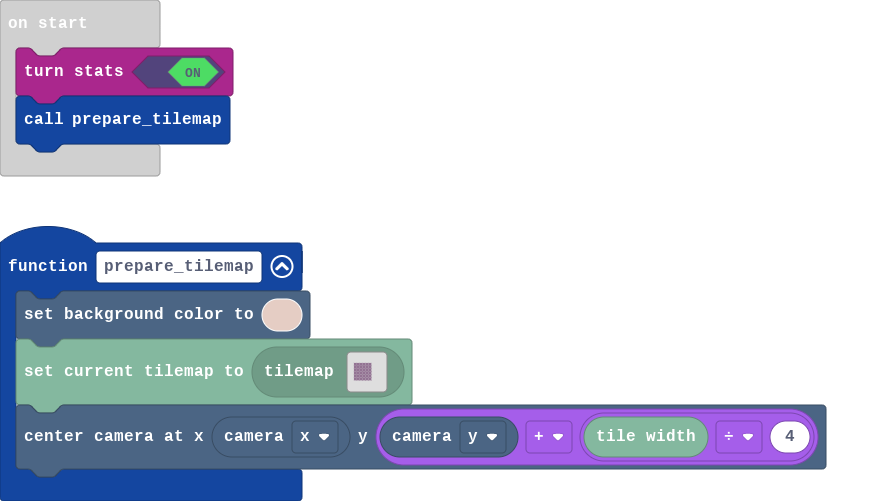 on start
turn stats ON
call prepare_tilemap
function prepare_tilemap
set background color to
set current tilemap to tilemap
center camera at x camera x y camera y + tile width ÷ 4